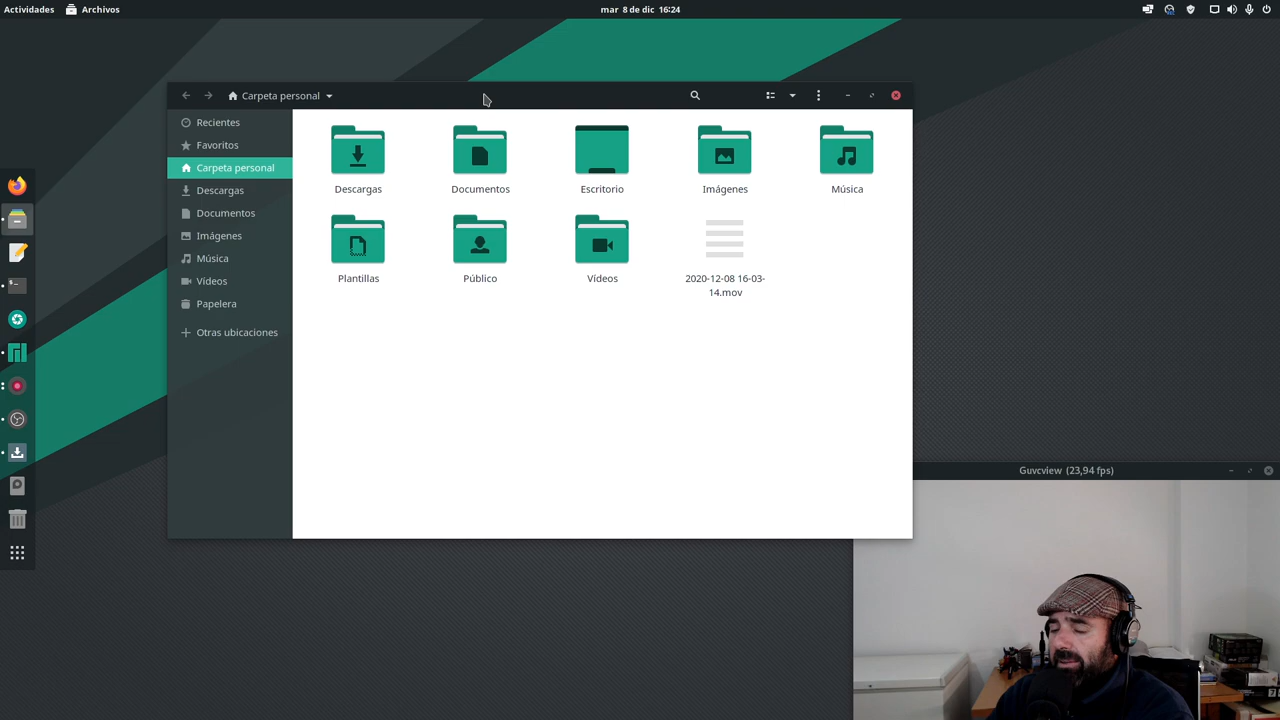 Actividades Archivos mar 8 de dic 16:24
Carpeta personal
Recientes
Favoritos
Carpeta personal
Descargas
Documentos
Imágenes
Música
Vídeos
Papelera
Otras ubicaciones
Descargas Documentos Escritorio Imágenes Música
Plantillas Público Vídeos 2020-12-08 16-03-
14.mov
Guvcview (23,94 fps)